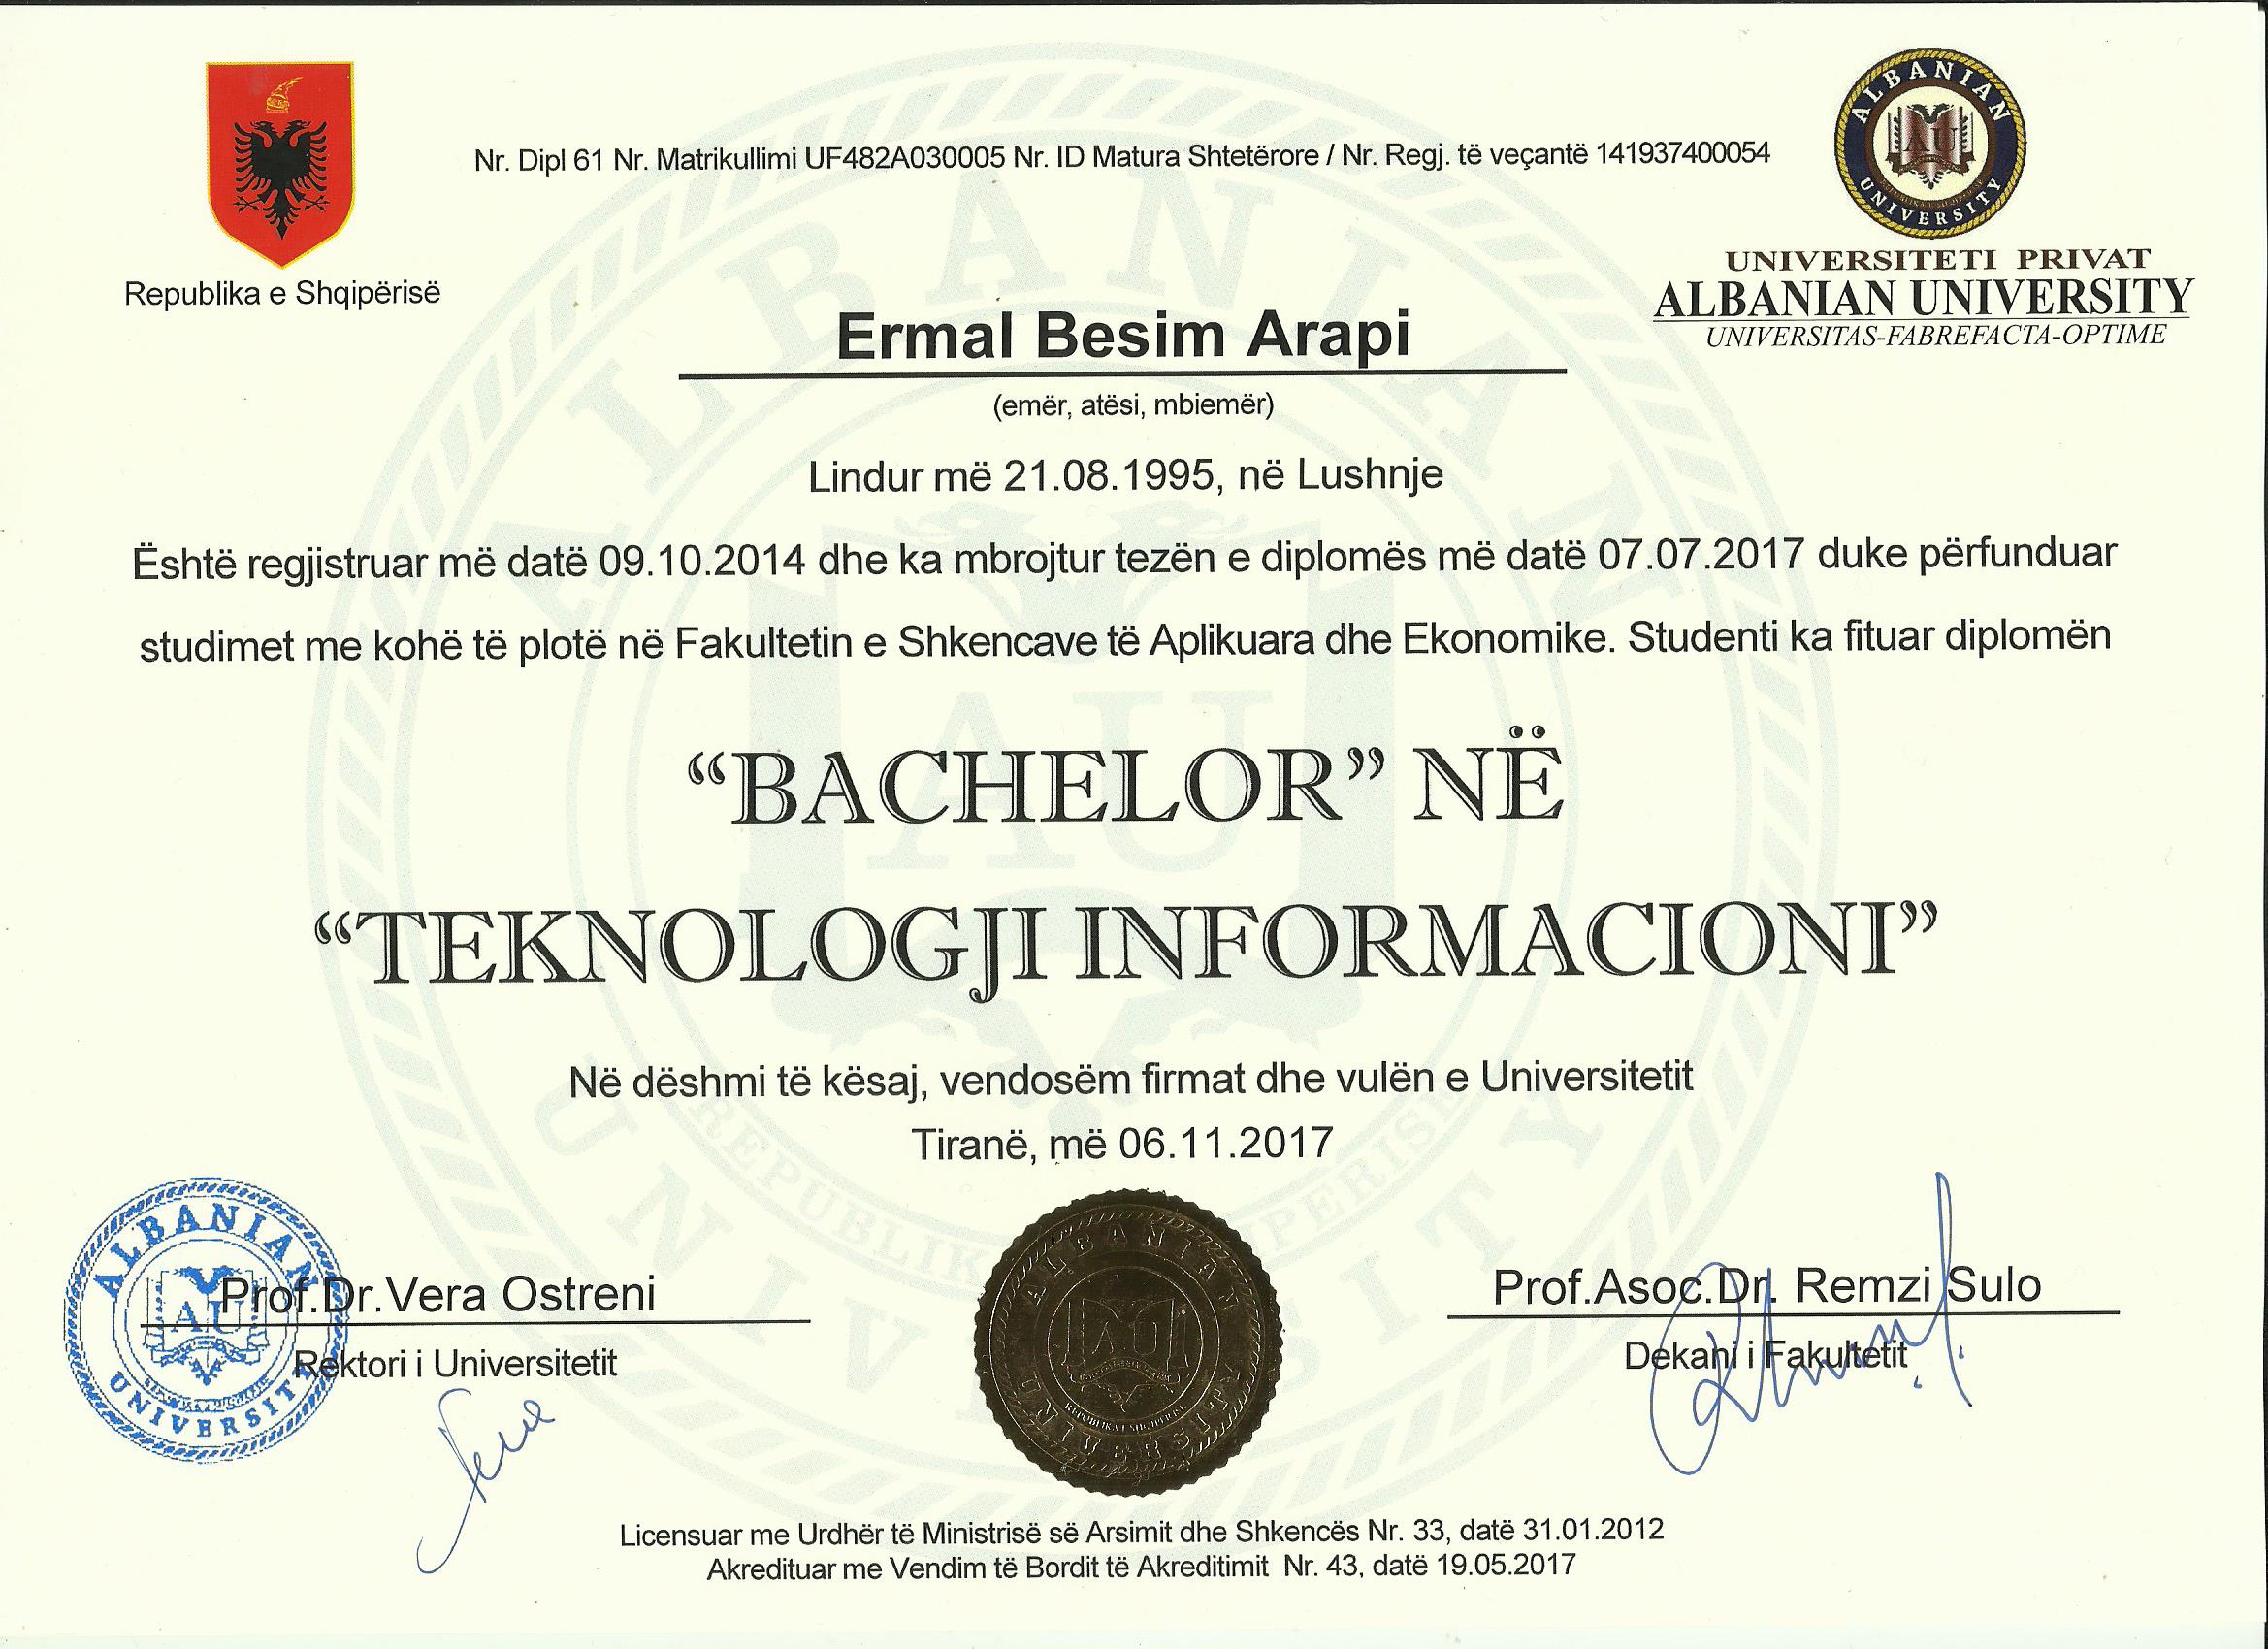 Nr. Dipl 61 Nr. Matrikullimi UF482A030005 Nr. ID Matura Shtetërore / Nr. Regj. të veçantë 141937400054
Republika e Shqipërisë
ALBANIAN
AU
UNIVERSITY
UNIVERSITETI PRIVAT
ALBANIAN UNIVERSITY
UNIVERSITAS-FABREFACTA-OPTIME
Ermal Besim Arapi
(emër, atësi, mbiemër)
Lindur më 21.08.1995, në Lushnje
Është regjistruar më datë 09.10.2014 dhe ka mbrojtur tezën e diplomës më datë 07.07.2017 duke përfunduar
studimet me kohë të plotë në Fakultetin e Shkencave të Aplikuara dhe Ekonomike. Studenti ka fituar diplomën
“BACHELOR” NË
“TEKNOLOGJI INFORMACIONI”
Në dëshmi të kësaj, vendosëm firmat dhe vulën e Universitetit
Tiranë, më 06.11.2017
ALBANIAN
AU
UNIVERSITY
Prof.Dr.Vera Ostreni
Rektori i Universitetit
ALBANIAN
AU
REPUBLIKA E SHQIPERISE
UNIVERSITY
Prof.Asoc.Dr. Remzi Sulo
Dekani i Fakultetit
Licensuar me Urdhër të Ministrisë së Arsimit dhe Shkencës Nr. 33, datë 31.01.2012
Akredituar me Vendim të Bordit të Akreditimit Nr. 43, datë 19.05.2017